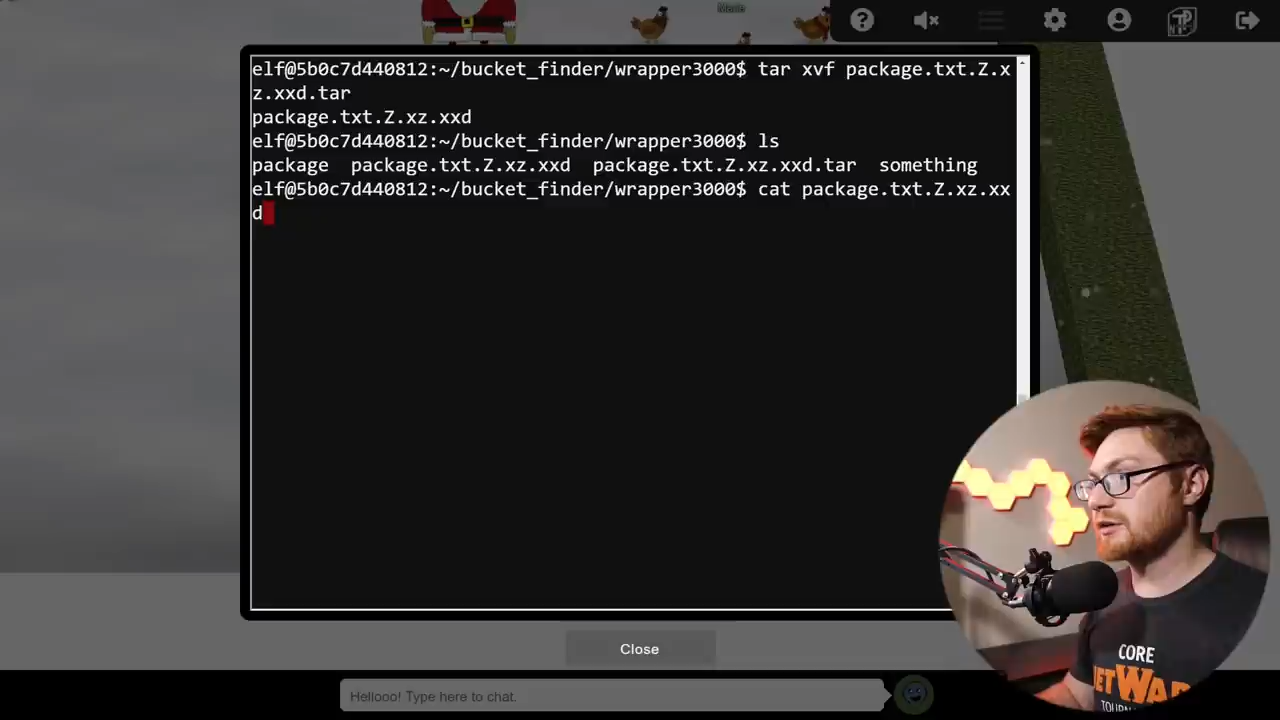 Marie
elf@5b0c7d440812:~/bucket_finder/wrapper3000$ tar xvf package.txt.Z.x
z.xxd.tar
package.txt.Z.xz.xxd
elf@5b0c7d440812:~/bucket_finder/wrapper3000$ ls
package  package.txt.Z.xz.xxd  package.txt.Z.xz.xxd.tar  something
elf@5b0c7d440812:~/bucket_finder/wrapper3000$ cat package.txt.Z.xz.xx
d
Close
Hellooo! Type here to chat.
CORE